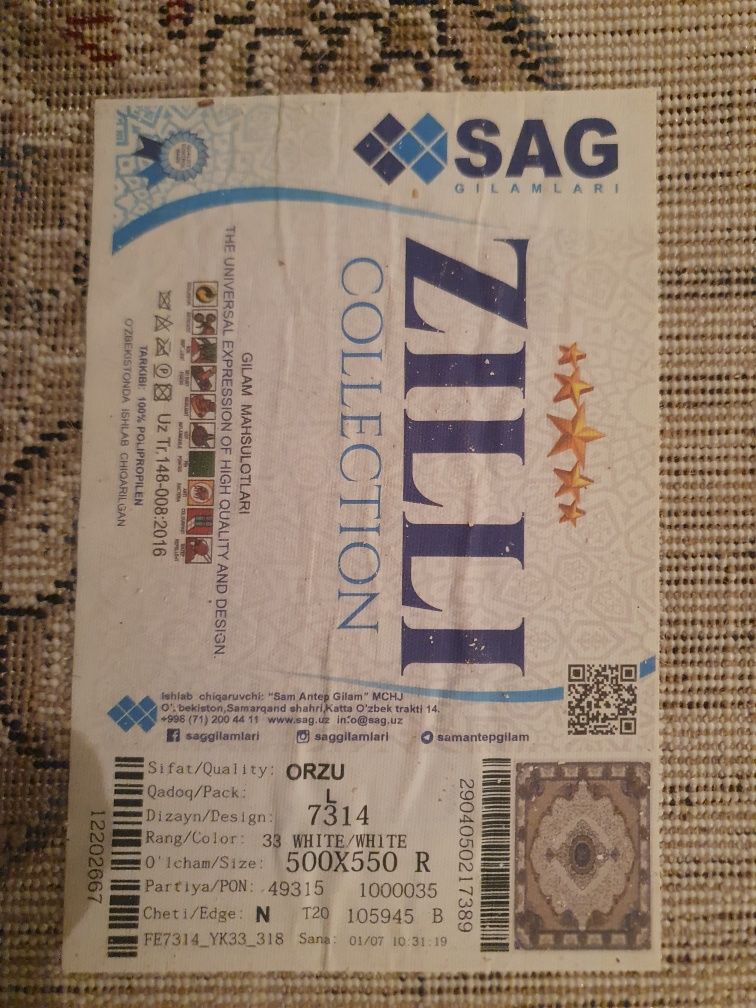 SAG
GILAMLARI
ZILLI
COLLECTION
GILAM MAHSULOTLARI
THE UNIVERSAL EXPRESSION OF HIGH QUALITY AND DESIGN.
Uz Tr.148-008:2016
TARKIBI: 100% POLIPROPILEN
O'ZBEKISTONDA ISHLAB CHIQARILGAN
Ishlab chiqaruvchi: "Sam Antep Gilam" MCHJ
O'zbekiston,Samarqand shahri,Katta O'zbek trakti 14.
+998 (71) 200 44 11 www.sag.uz info@sag.uz
saggilamlari saggilamlari samantepgilam
Sifat/Quality: ORZU
Qadoq/Pack: L
Dizayn/Design: 7314
Rang/Color: 33 WHITE/WHITE
O'lcham/Size: 500X550 R
Partiya/PON: 49315 1000035
Cheti/Edge: N T20 105945 B
FE7314_YK33_318 Sana: 01/07 10:31:19
12202667
2904050217389